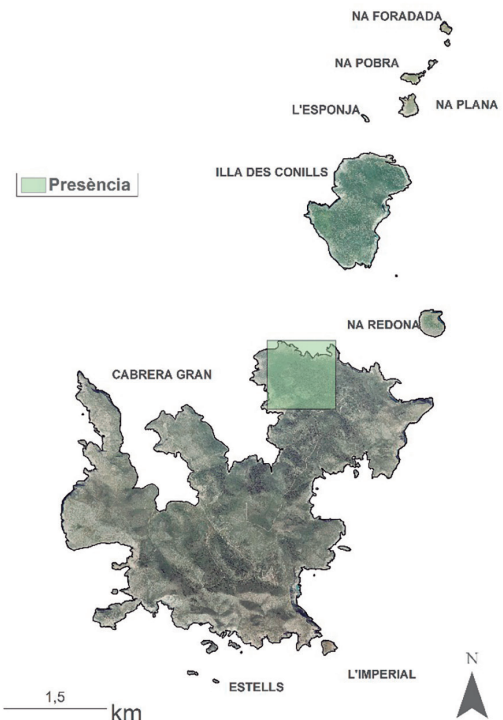 NA FORADADA
NA POBRA
NA PLANA
L'ESPONJA
ILLA DES CONILLS
Presència
NA REDONA
CABRERA GRAN
N
L'IMPERIAL
ESTELLS
1,5
km